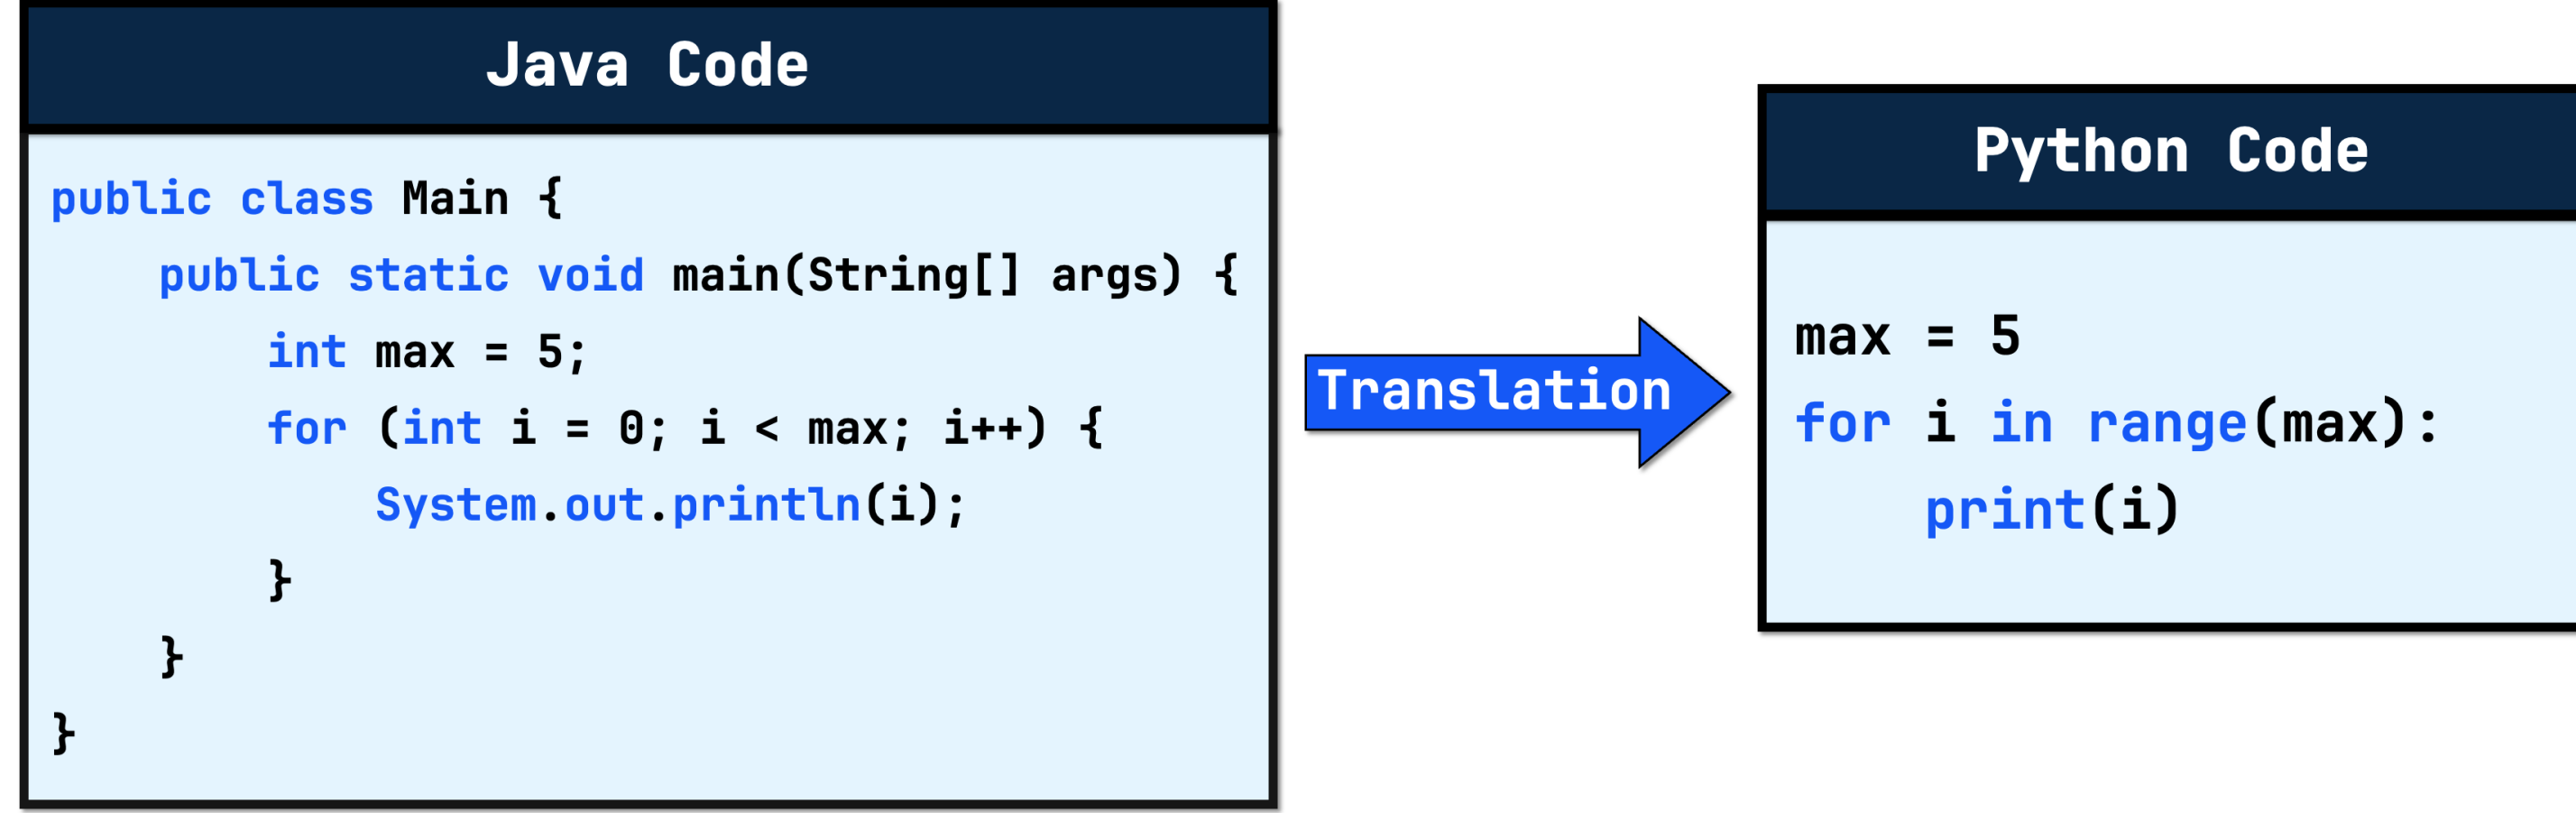 Java Code
public class Main {
    public static void main(String[] args) {
        int max = 5;
        for (int i = 0; i < max; i++) {
            System.out.println(i);
        }
    }
}
Translation
Python Code
max = 5
for i in range(max):
    print(i)